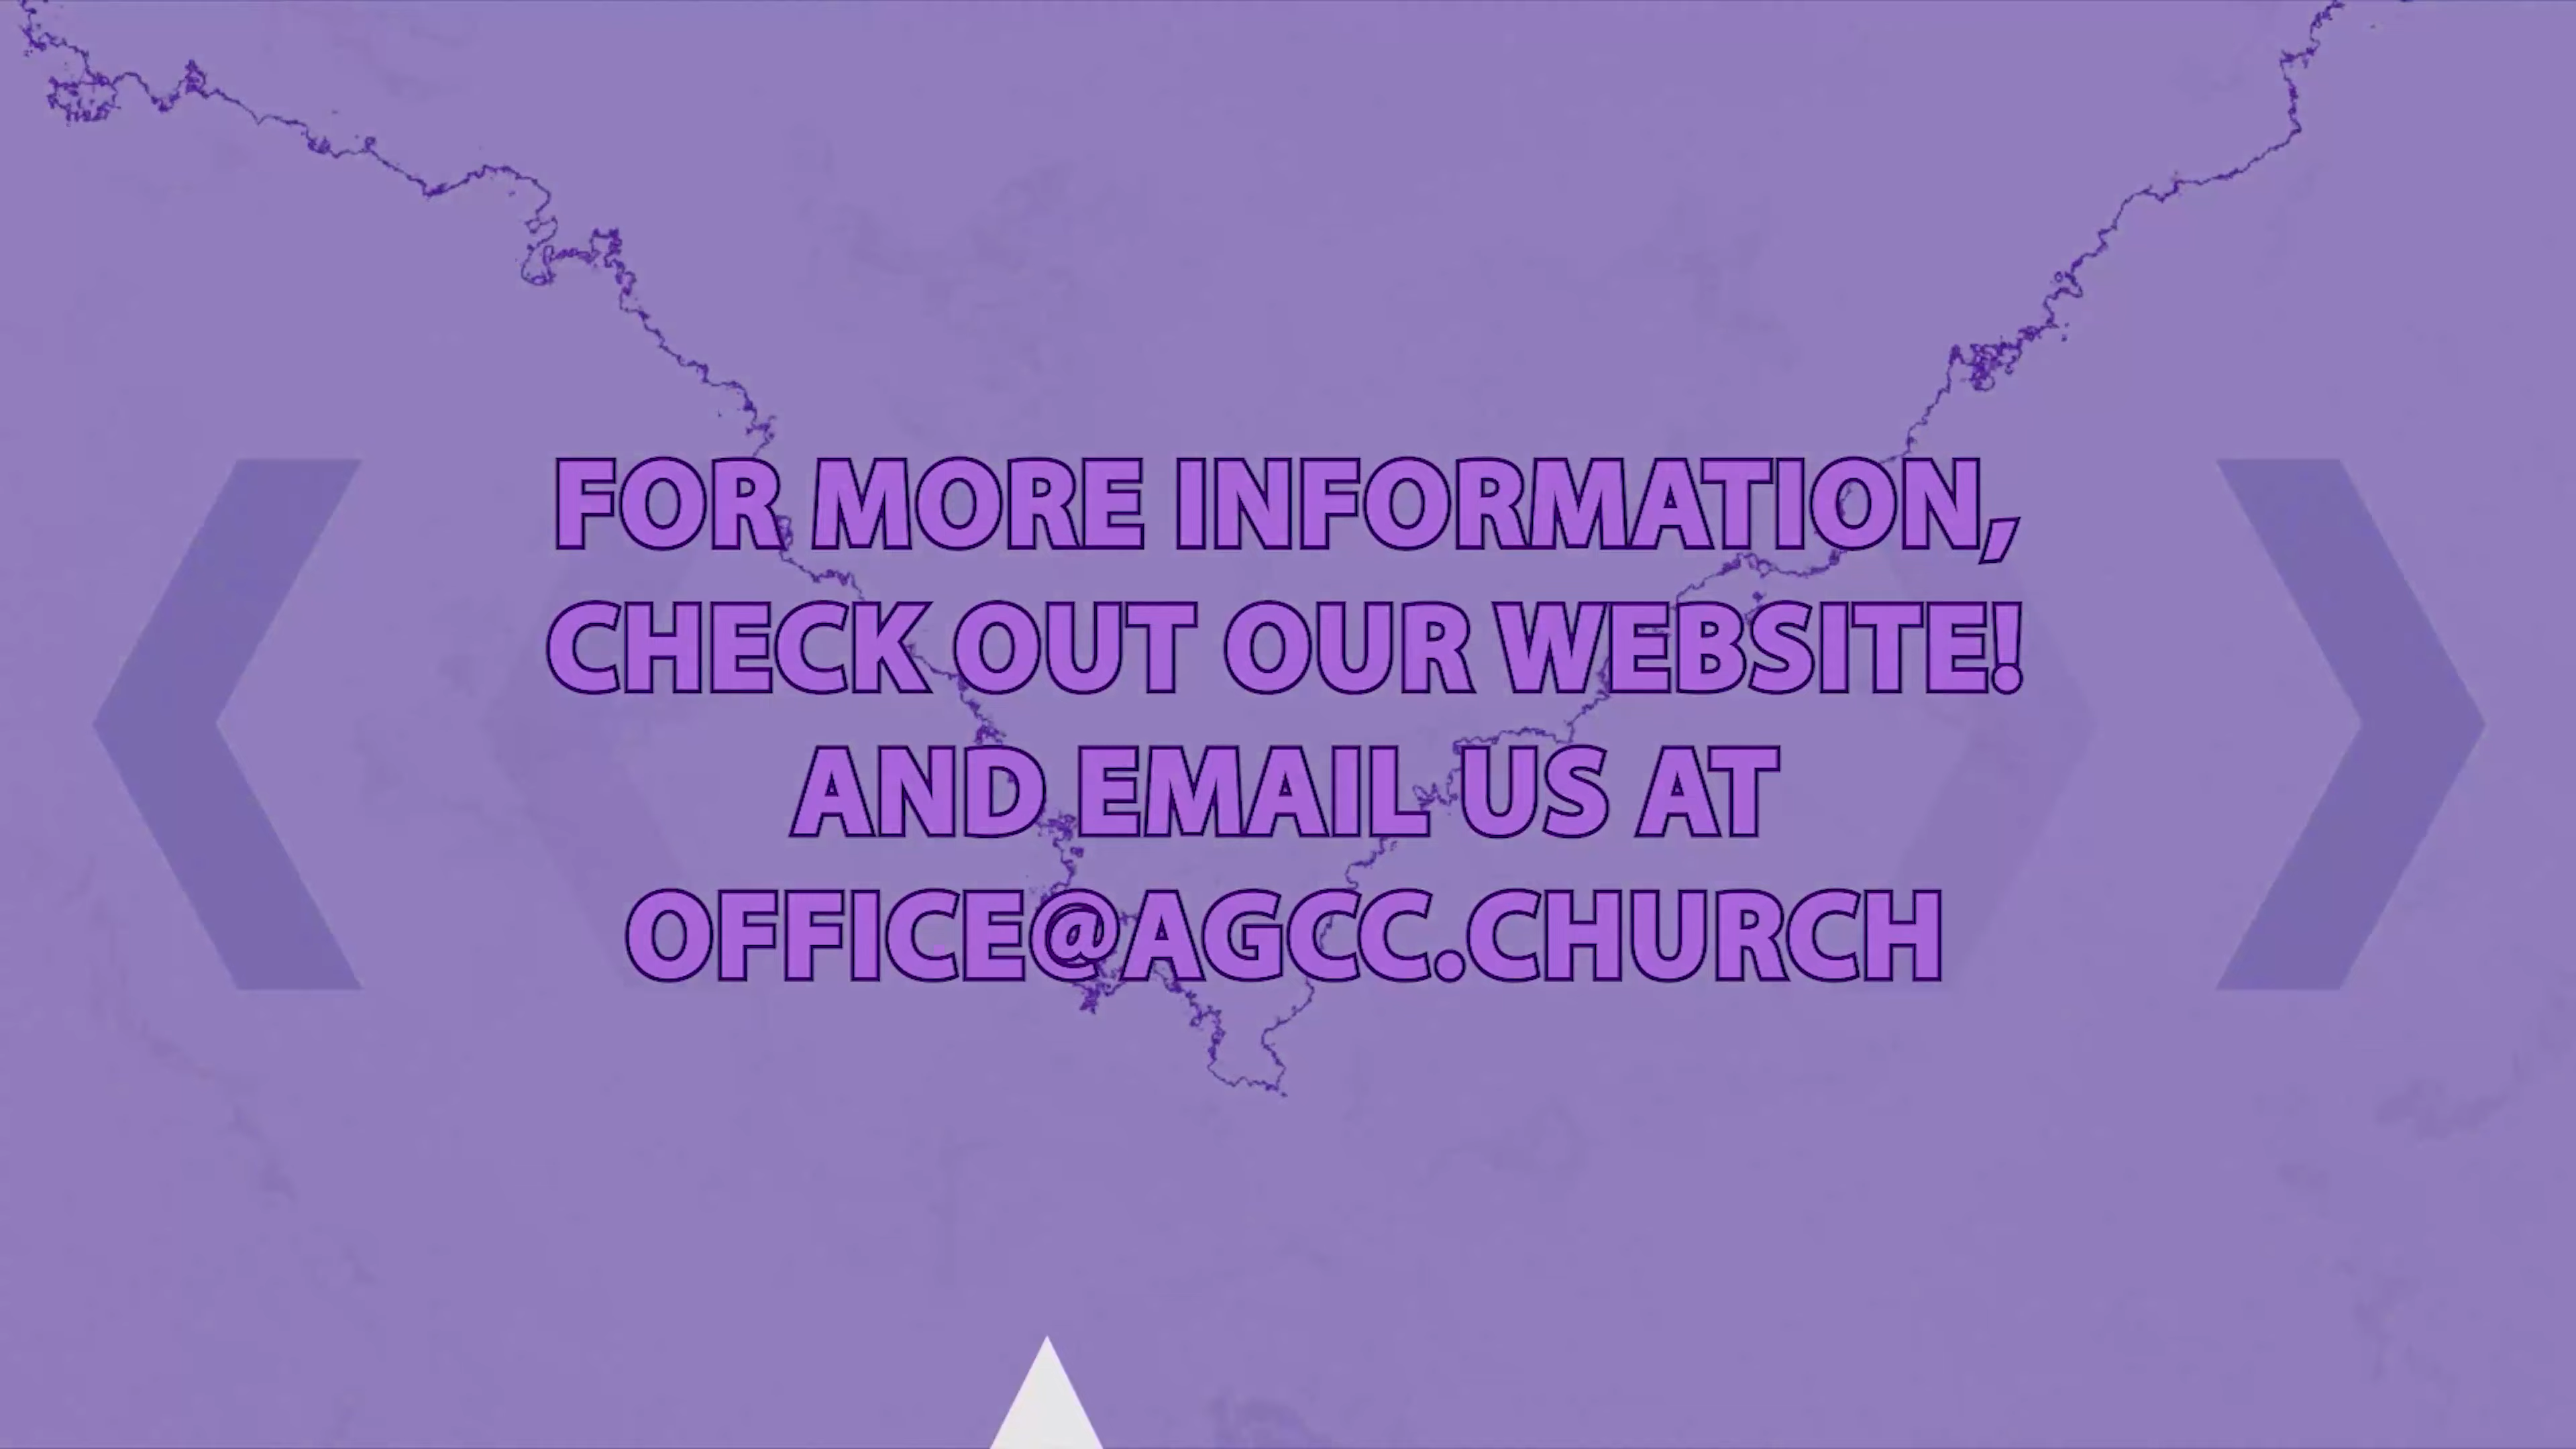 FOR MORE INFORMATION,
CHECK OUT OUR WEBSITE!
AND EMAIL US AT
OFFICE@AGCC.CHURCH